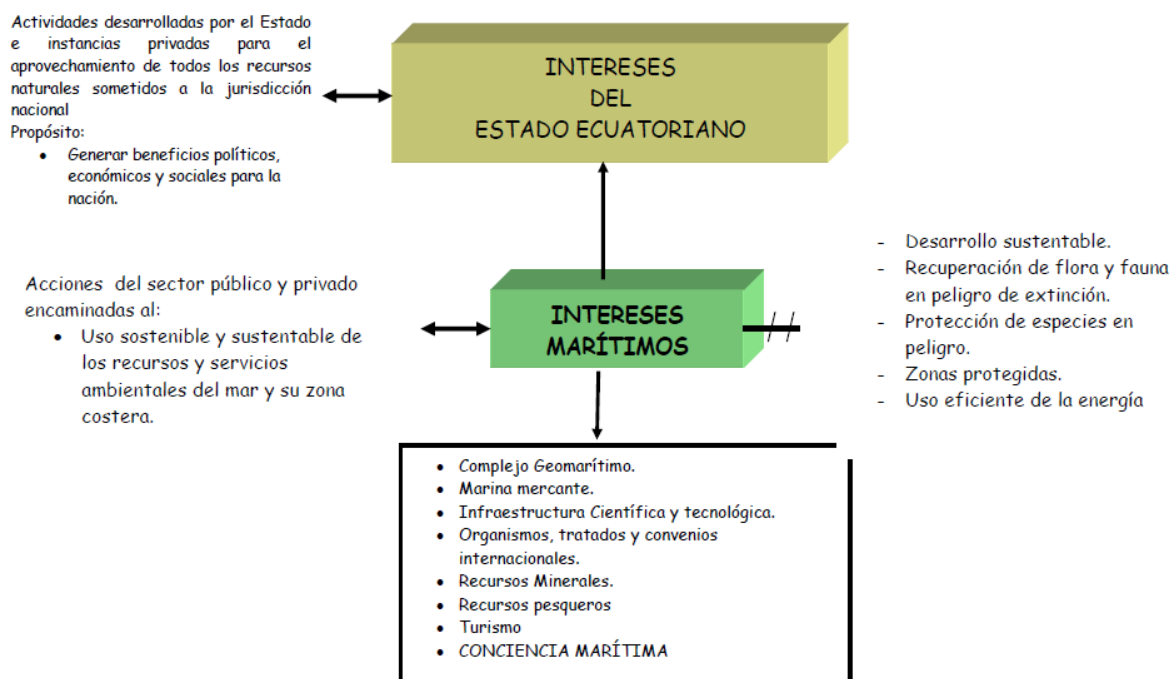 Actividades desarrolladas por el Estado
e instancias privadas para el
aprovechamiento de todos los recursos
naturales sometidos a la jurisdicción
nacional
Propósito:
• Generar beneficios políticos,
económicos y sociales para la
nación.
INTERESES
DEL
ESTADO ECUATORIANO
Acciones del sector público y privado
encaminadas al:
• Uso sostenible y sustentable de
los recursos y servicios
ambientales del mar y su zona
costera.
INTERESES
MARÍTIMOS
- Desarrollo sustentable.
- Recuperación de flora y fauna
en peligro de extinción.
- Protección de especies en
peligro.
- Zonas protegidas.
- Uso eficiente de la energía
• Complejo Geomarítimo.
• Marina mercante.
• Infraestructura Científica y tecnológica.
• Organismos, tratados y convenios
internacionales.
• Recursos Minerales.
• Recursos pesqueros
• Turismo
• CONCIENCIA MARÍTIMA